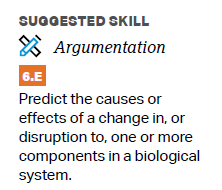 SUGGESTED SKILL
Argumentation
6.E
Predict the causes or
effects of a change in, or
disruption to, one or more
components in a biological
system.